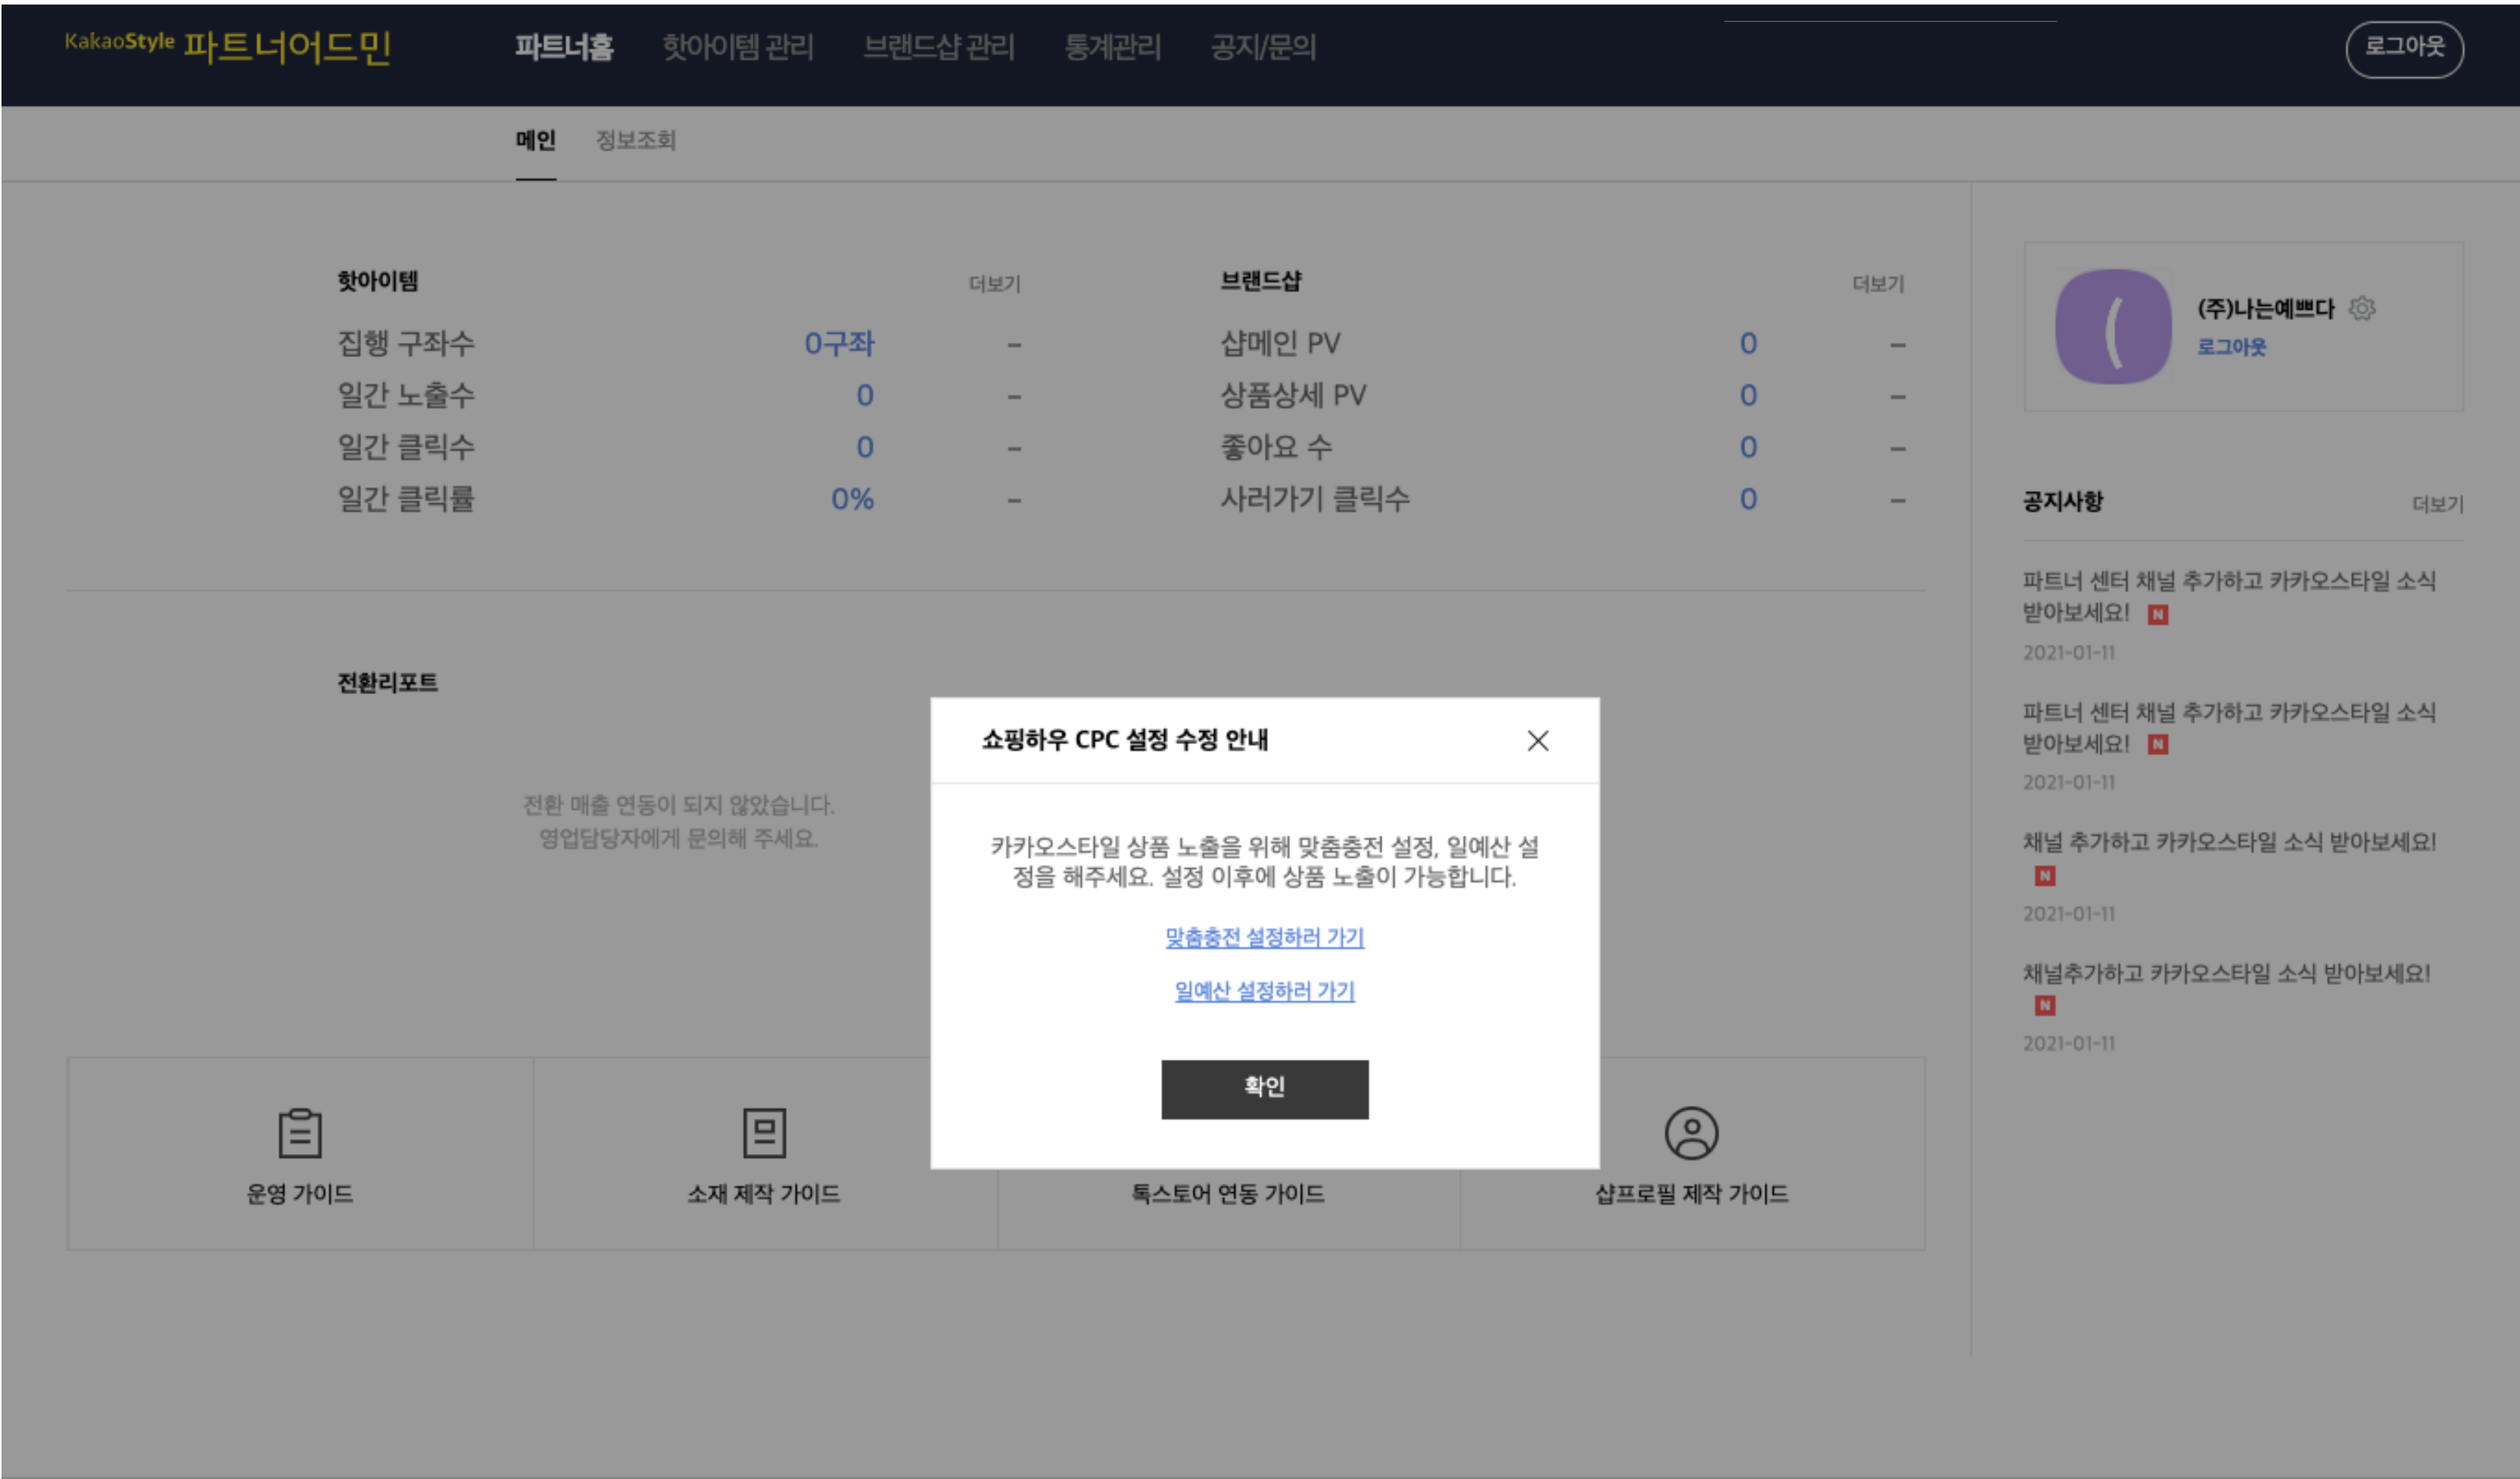 KakaoStyle 파트너어드민
파트너홈 핫아이템 관리 브랜드샵 관리 통계관리 공지/문의
로그아웃
메인 정보조회
핫아이템 더보기
집행 구좌수 0구좌 –
일간 노출수 0 –
일간 클릭수 0 –
일간 클릭률 0% –
브랜드샵 더보기
샵메인 PV 0 –
상품상세 PV 0 –
좋아요 수 0 –
사러가기 클릭수 0 –
(
(주)나는예쁘다
로그아웃
공지사항 더보기
파트너 센터 채널 추가하고 카카오스타일 소식
받아보세요! N
2021-01-11
파트너 센터 채널 추가하고 카카오스타일 소식
받아보세요! N
2021-01-11
채널 추가하고 카카오스타일 소식 받아보세요!
N
2021-01-11
채널추가하고 카카오스타일 소식 받아보세요!
N
2021-01-11
전환리포트
전환 매출 연동이 되지 않았습니다.
영업담당자에게 문의해 주세요.
쇼핑하우 CPC 설정 수정 안내
카카오스타일 상품 노출을 위해 맞춤충전 설정, 일예산 설
정을 해주세요. 설정 이후에 상품 노출이 가능합니다.
맞춤충전 설정하러 가기
일예산 설정하러 가기
확인
운영 가이드
소재 제작 가이드
톡스토어 연동 가이드
샵프로필 제작 가이드